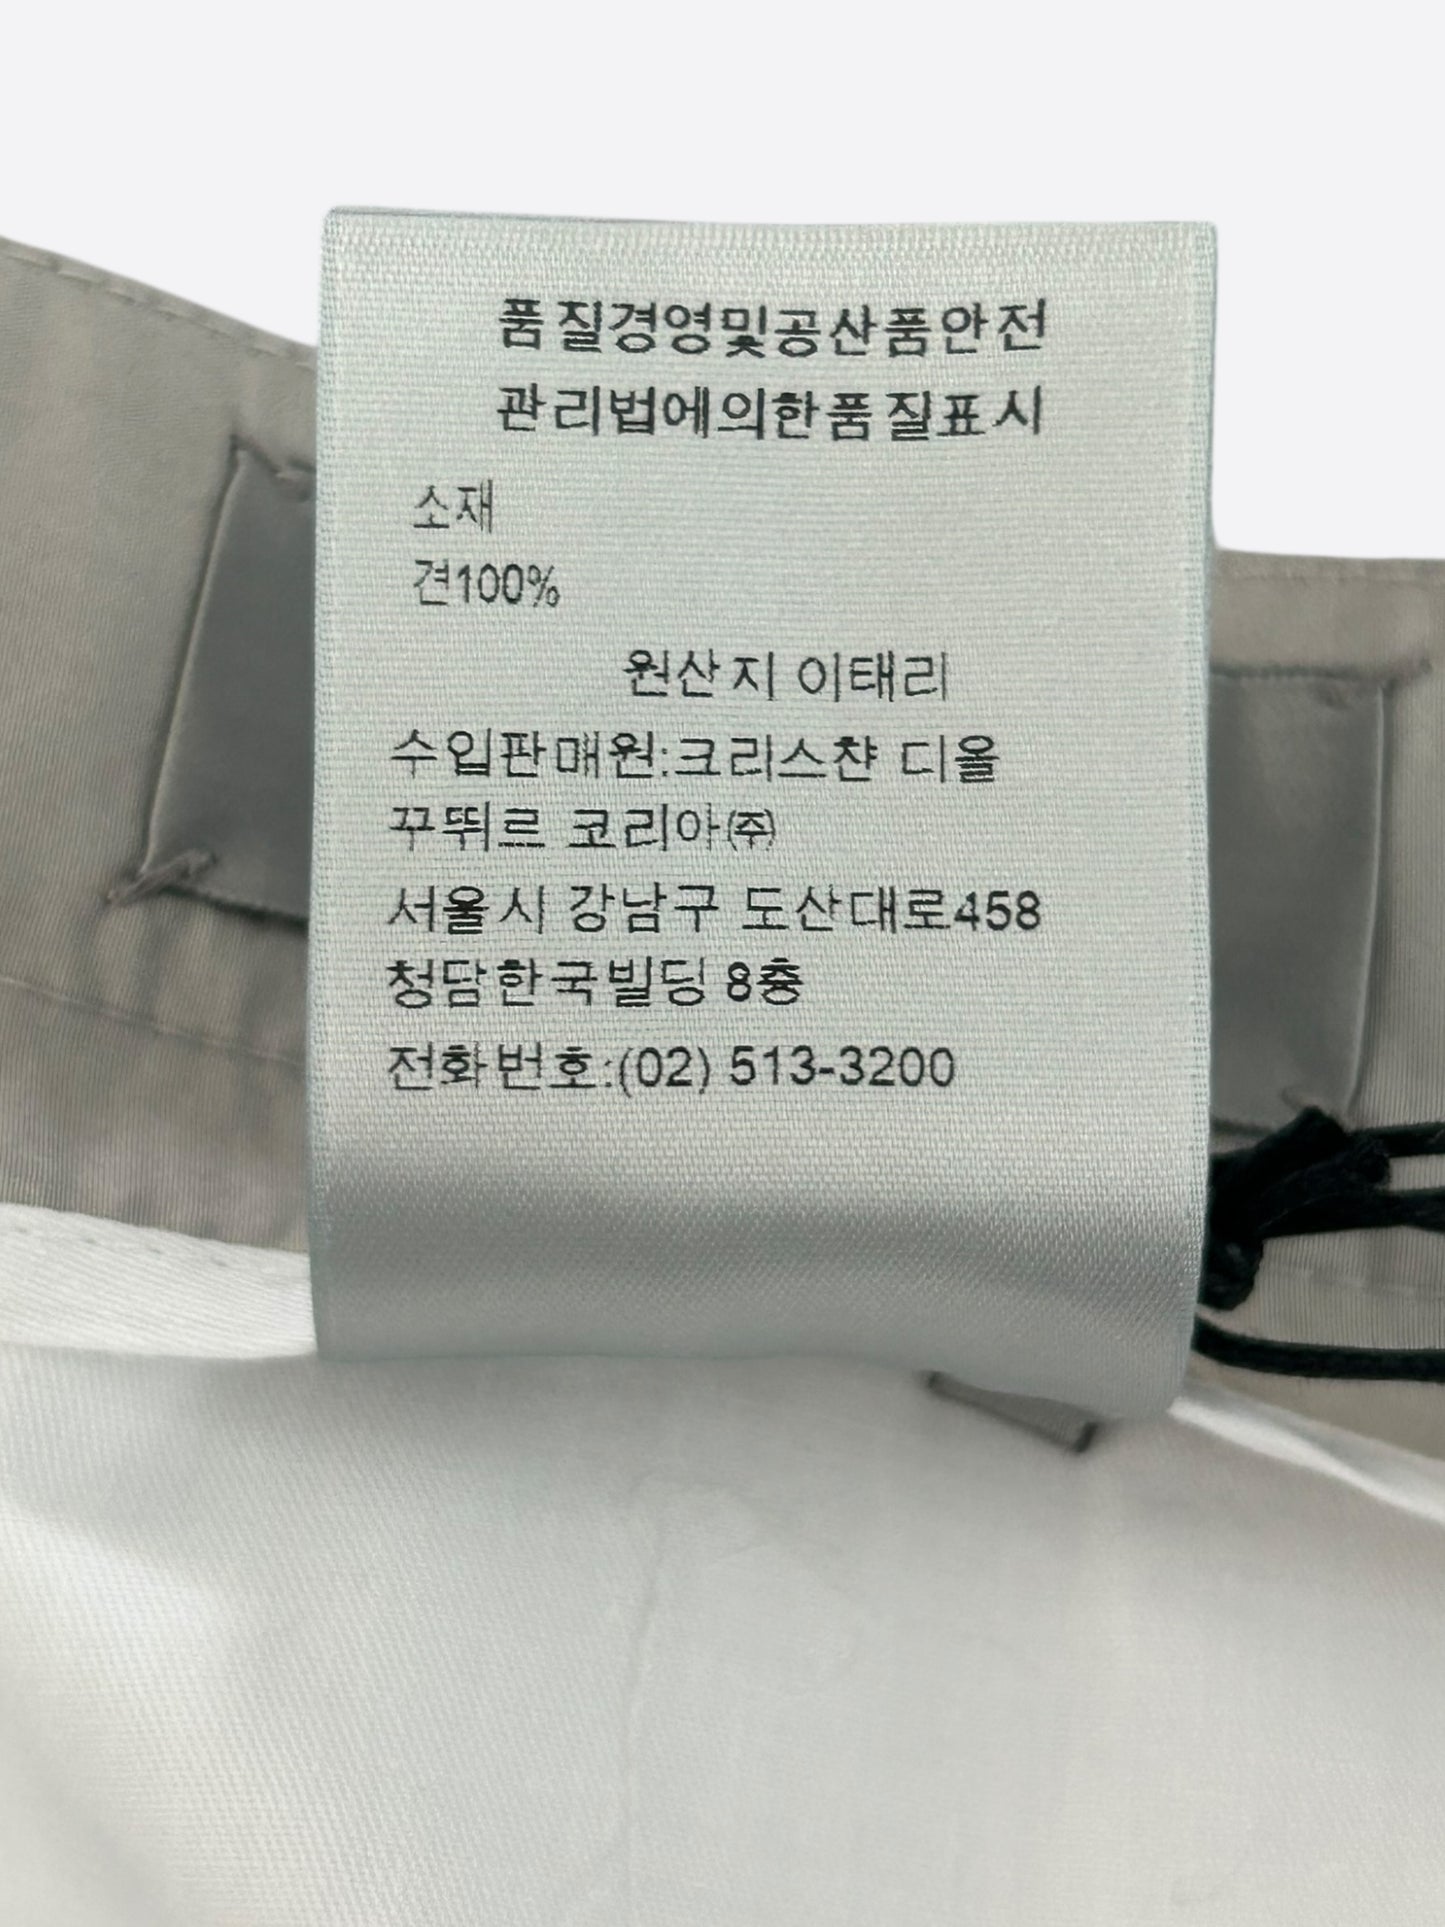 품질경영및공산품안전
관리법에의한품질표시
소재
견100%
원산지 이태리
수입판매원:크리스챤 디올
꾸뛰르 코리아㈜
서울시 강남구 도산대로458
청담한국빌딩 8층
전화번호:(02) 513-3200